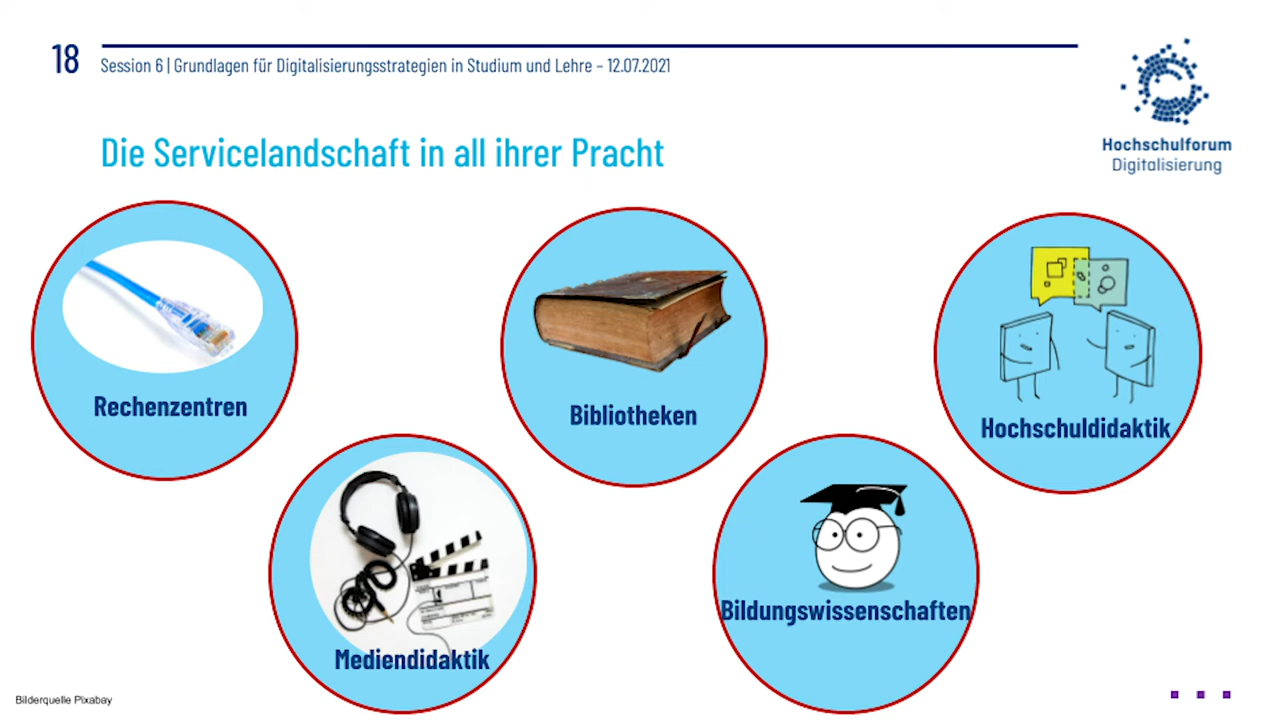 18
Session 6 | Grundlagen für Digitalisierungsstrategien in Studium und Lehre – 12.07.2021
Hochschulforum
Digitalisierung
Die Servicelandschaft in all ihrer Pracht
Rechenzentren
Bibliotheken
Hochschuldidaktik
Mediendidaktik
Bildungswissenschaften
Bilderquelle Pixabay